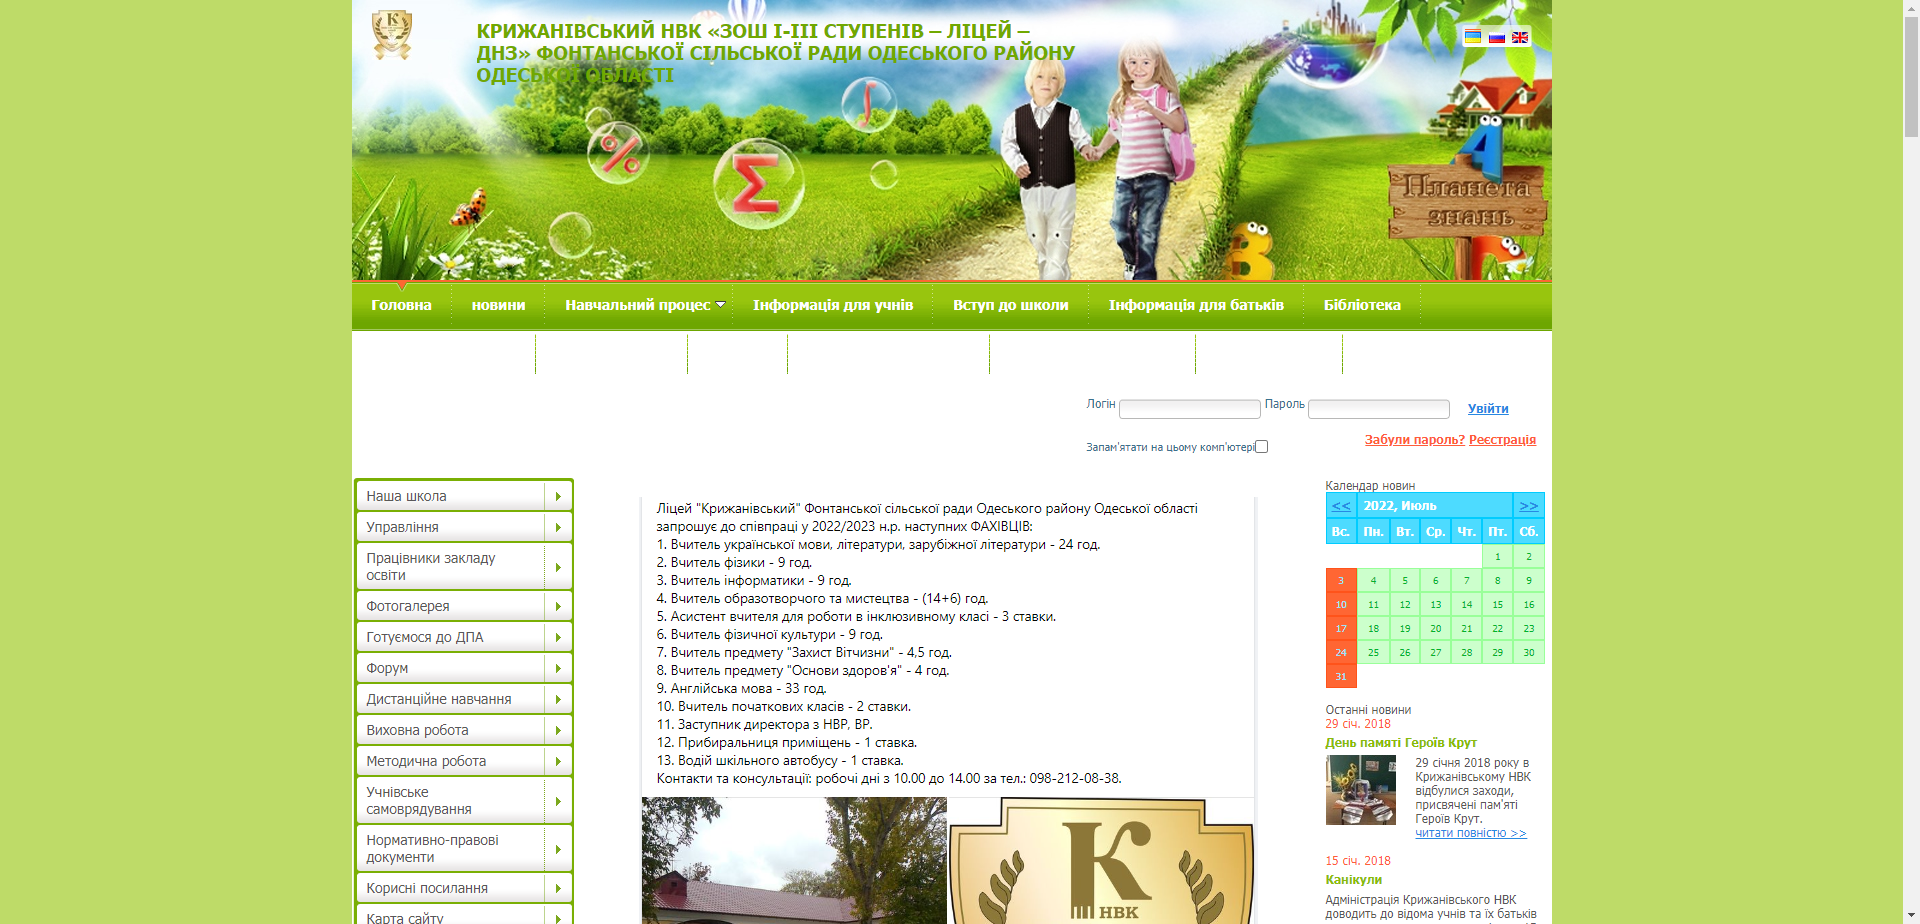 КРИЖАНІВСЬКИЙ НВК «ЗОШ І-ІІІ СТУПЕНІВ – ЛІЦЕЙ –
ДНЗ» ФОНТАНСЬКОЇ СІЛЬСЬКОЇ РАДИ ОДЕСЬКОГО РАЙОНУ
ОДЕСЬКОЇ ОБЛАСТІ
Планета
знань
Головна
новини
Навчальний процес
Інформація для учнів
Вступ до школи
Інформація для батьків
Бібліотека
Логін
Пароль
Увійти
Запам'ятати на цьому комп'ютері
Забули пароль? Реєстрація
Наша школа
Управління
Працівники закладу
освіти
Фотогалерея
Готуємося до ДПА
Форум
Дистанційне навчання
Виховна робота
Методична робота
Учнівське
самоврядування
Нормативно-правові
документи
Корисні посилання
Карта сайту
Ліцей "Крижанівський" Фонтанської сільської ради Одеського району Одеської області
запрошує до співпраці у 2022/2023 н.р. наступних ФАХІВЦІВ:
1. Вчитель української мови, літератури, зарубіжної літератури - 24 год.
2. Вчитель фізики - 9 год.
3. Вчитель інформатики - 9 год.
4. Вчитель образотворчого та мистецтва - (14+6) год.
5. Асистент вчителя для роботи в інклюзивному класі - 3 ставки.
6. Вчитель фізичної культури - 9 год.
7. Вчитель предмету "Захист Вітчизни" - 4,5 год.
8. Вчитель предмету "Основи здоров'я" - 4 год.
9. Англійська мова - 33 год.
10. Вчитель початкових класів - 2 ставки.
11. Заступник директора з НВР, ВР.
12. Прибиральниця приміщень - 1 ставка.
13. Водій шкільного автобусу - 1 ставка.
Контакти та консультації: робочі дні з 10.00 до 14.00 за тел.: 098-212-08-38.
К
НВК
Календар новин
<< 2022, Июль >>
Вс. Пн. Вт. Ср. Чт. Пт. Сб.
1 2
3 4 5 6 7 8 9
10 11 12 13 14 15 16
17 18 19 20 21 22 23
24 25 26 27 28 29 30
31
Останні новини
29 січ. 2018
День памяті Героїв Крут
29 січня 2018 року в
Крижанівському НВК
відбулися заходи,
присвячені пам'яті
Героїв Крут.
читати повністю >>
15 січ. 2018
Канікули
Адміністрація Крижанівського НВК
доводить до відома учнів та їх батьків